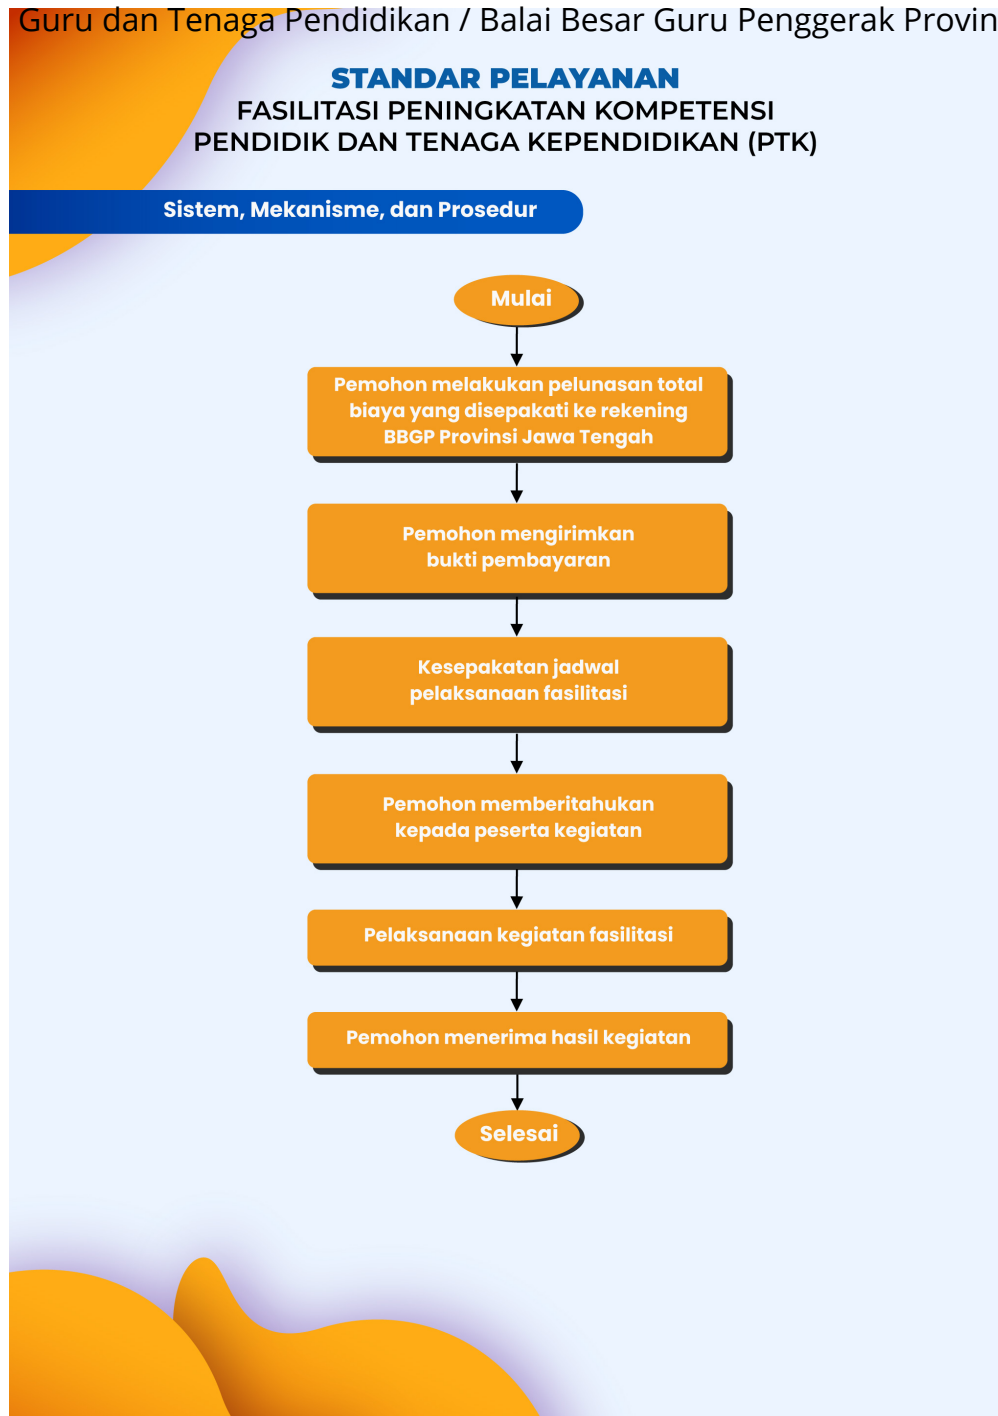 Guru dan Tenaga Pendidikan / Balai Besar Guru Penggerak Provin
STANDAR PELAYANAN
FASILITASI PENINGKATAN KOMPETENSI
PENDIDIK DAN TENAGA KEPENDIDIKAN (PTK)
Sistem, Mekanisme, dan Prosedur
Mulai
Pemohon melakukan pelunasan total
biaya yang disepakati ke rekening
BBGP Provinsi Jawa Tengah
Pemohon mengirimkan
bukti pembayaran
Kesepakatan jadwal
pelaksanaan fasilitasi
Pemohon memberitahukan
kepada peserta kegiatan
Pelaksanaan kegiatan fasilitasi
Pemohon menerima hasil kegiatan
Selesai